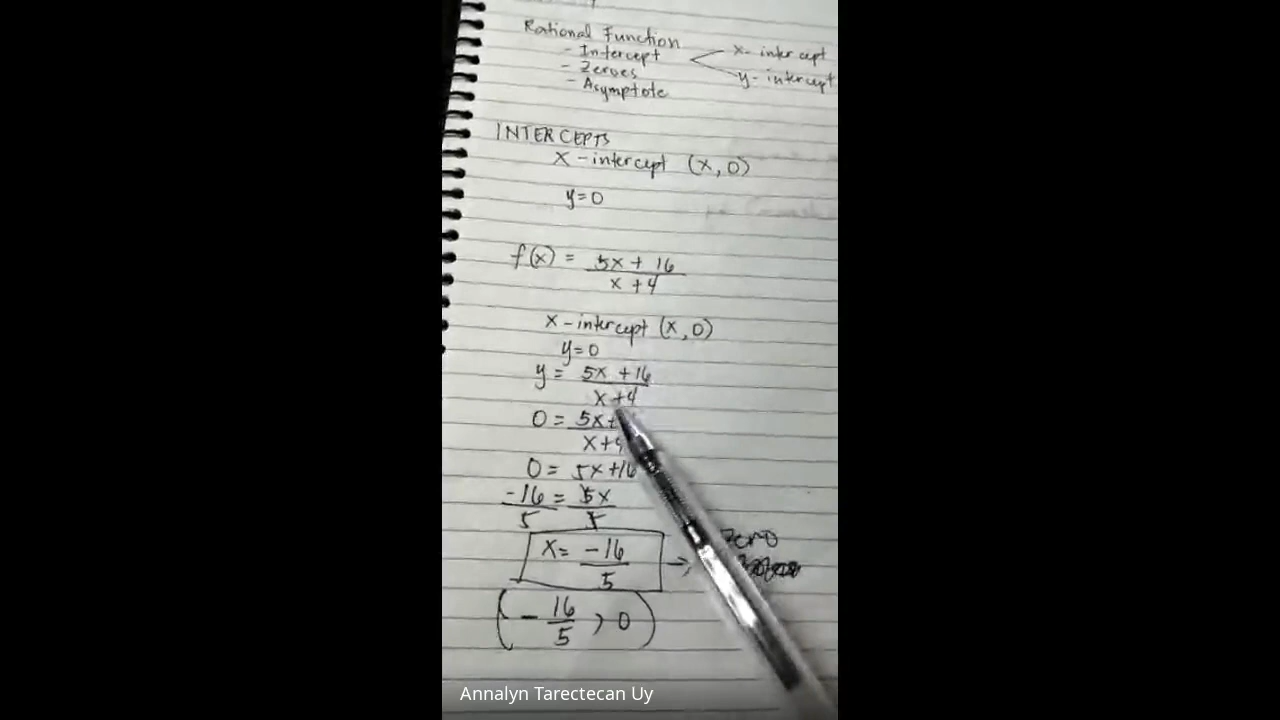 Rational Function
- Intercept
x- intercept
- Zeroes
y- intercept
- Asymptote
INTERCEPTS
x - intercept (x, 0)
y=0
f(x) = 5x + 16
x + 4
x - intercept (x, 0)
y=0
y = 5x + 16
x + 4
0 = 5x+
x+4
0 = 5x+16
-16 = 5x
5 5
x = -16
5
→ zero
(- 16/5, 0)
Annalyn Tarectecan Uy